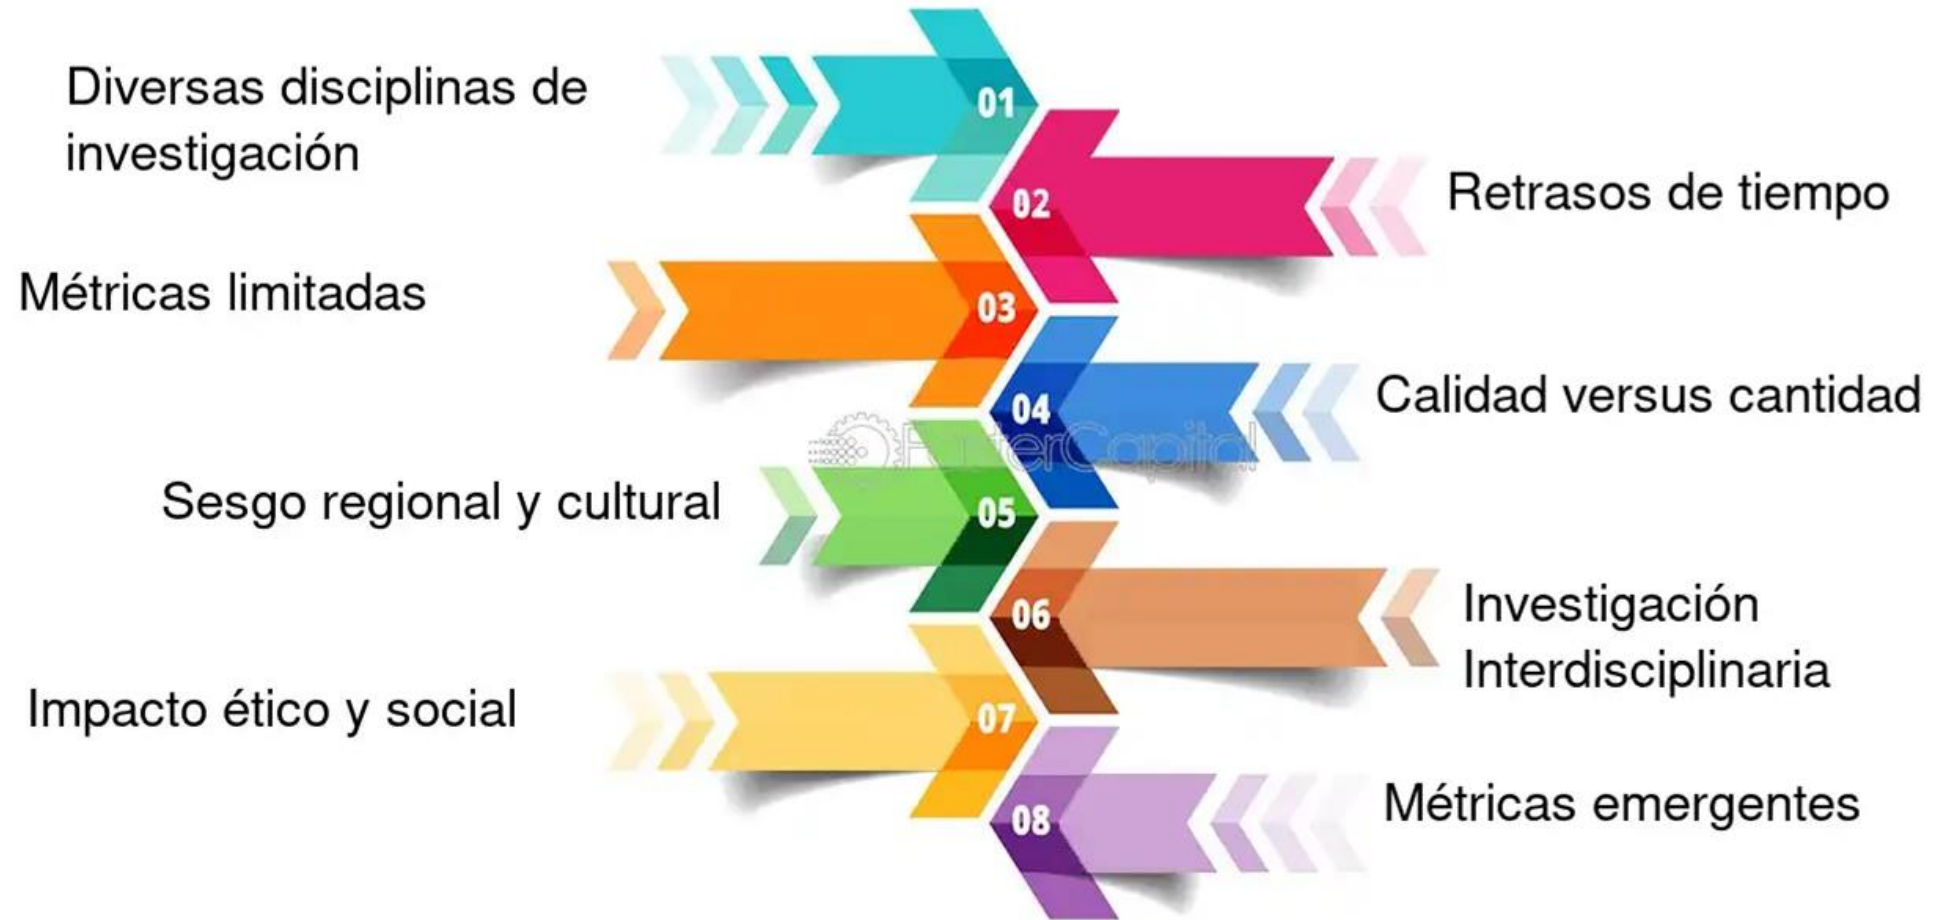 Diversas disciplinas de
investigación
01
02
Retrasos de tiempo
Métricas limitadas
03
04
Calidad versus cantidad
FasterCapital
Sesgo regional y cultural
05
06
Investigación
Interdisciplinaria
Impacto ético y social
07
08
Métricas emergentes